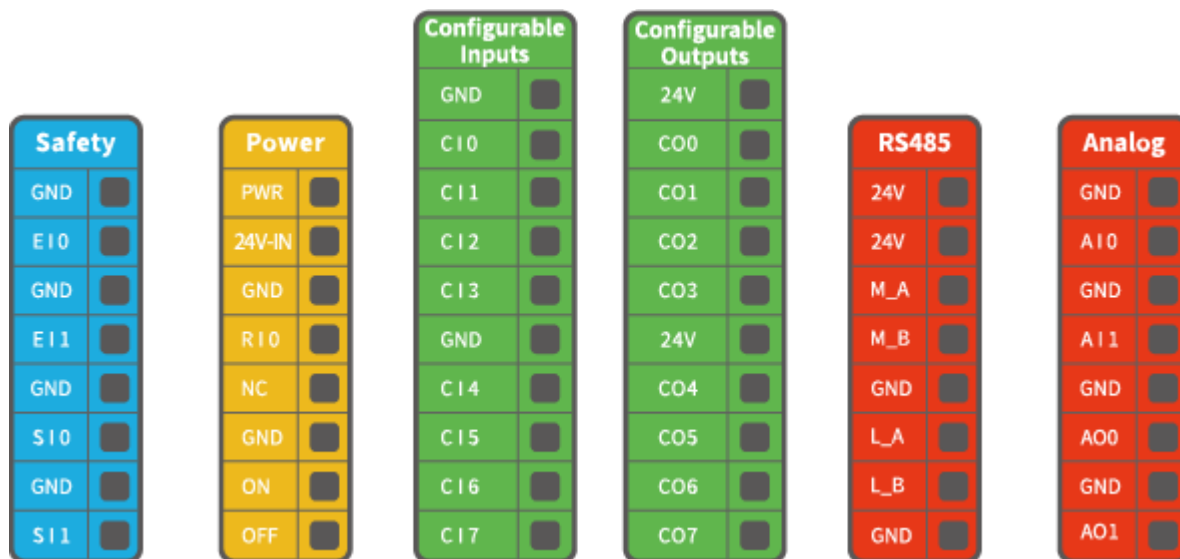 Safety
GND
EI0
GND
EI1
GND
SI0
GND
SI1
Power
PWR
24V-IN
GND
RI0
NC
GND
ON
OFF
Configurable
Inputs
GND
CI0
CI1
CI2
CI3
GND
CI4
CI5
CI6
CI7
Configurable
Outputs
24V
CO0
CO1
CO2
CO3
24V
CO4
CO5
CO6
CO7
RS485
24V
24V
M_A
M_B
GND
L_A
L_B
GND
Analog
GND
AI0
GND
AI1
GND
AO0
GND
AO1